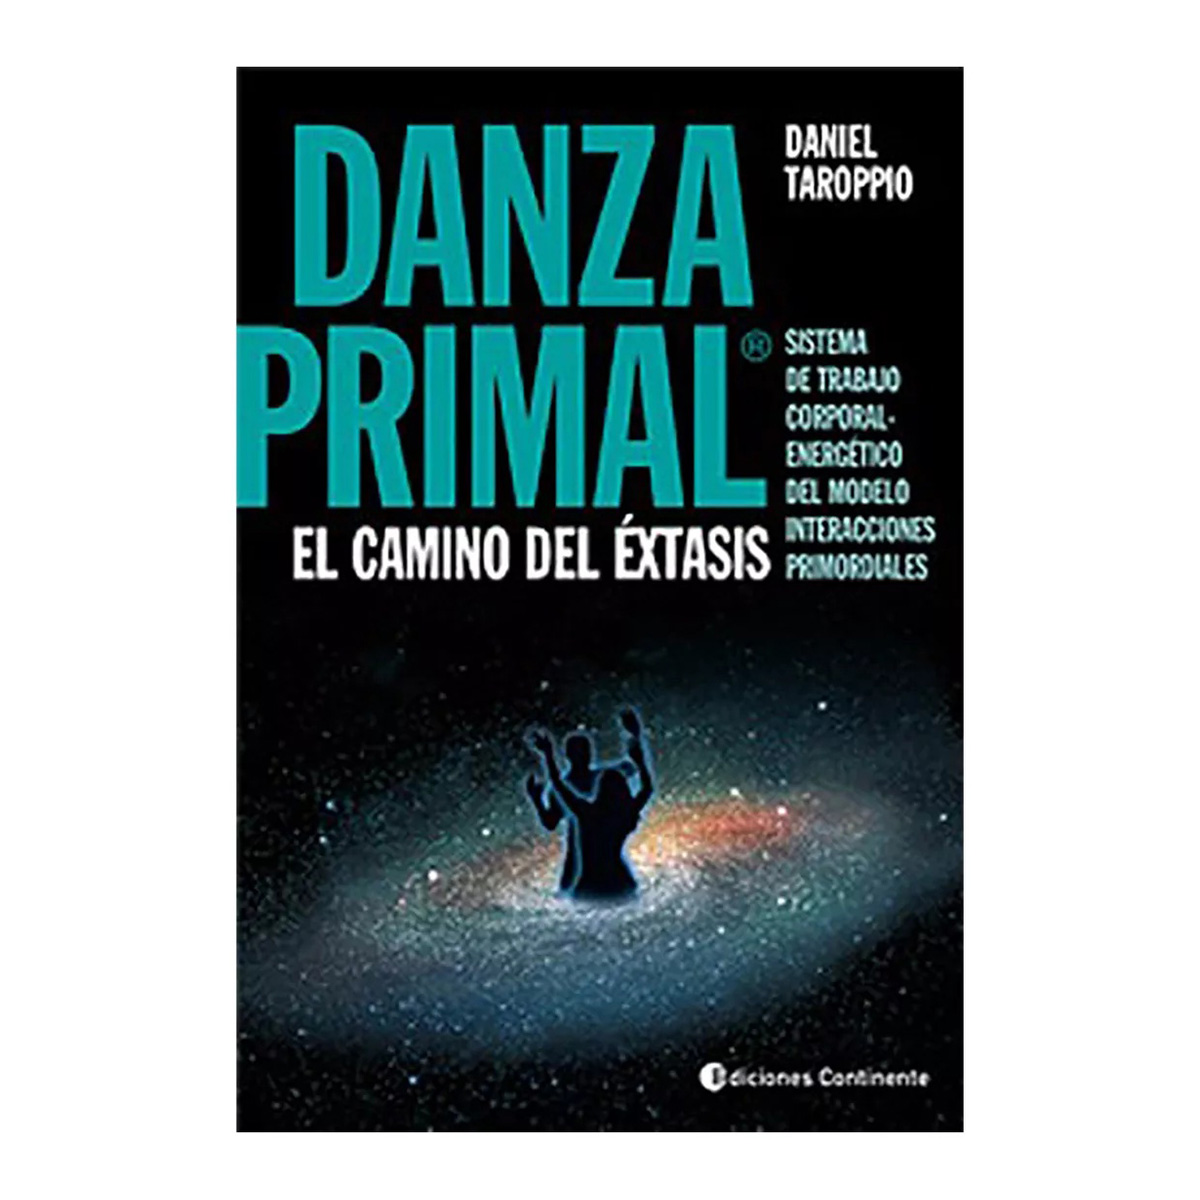 DANZA
PRIMAL®
EL CAMINO DEL ÉXTASIS
DANIEL
TAROPPIO
SISTEMA
DE TRABAJO
CORPORAL-
ENERGÉTICO
DEL MODELO
INTERACCIONES
PRIMORDIALES
Ediciones Continente